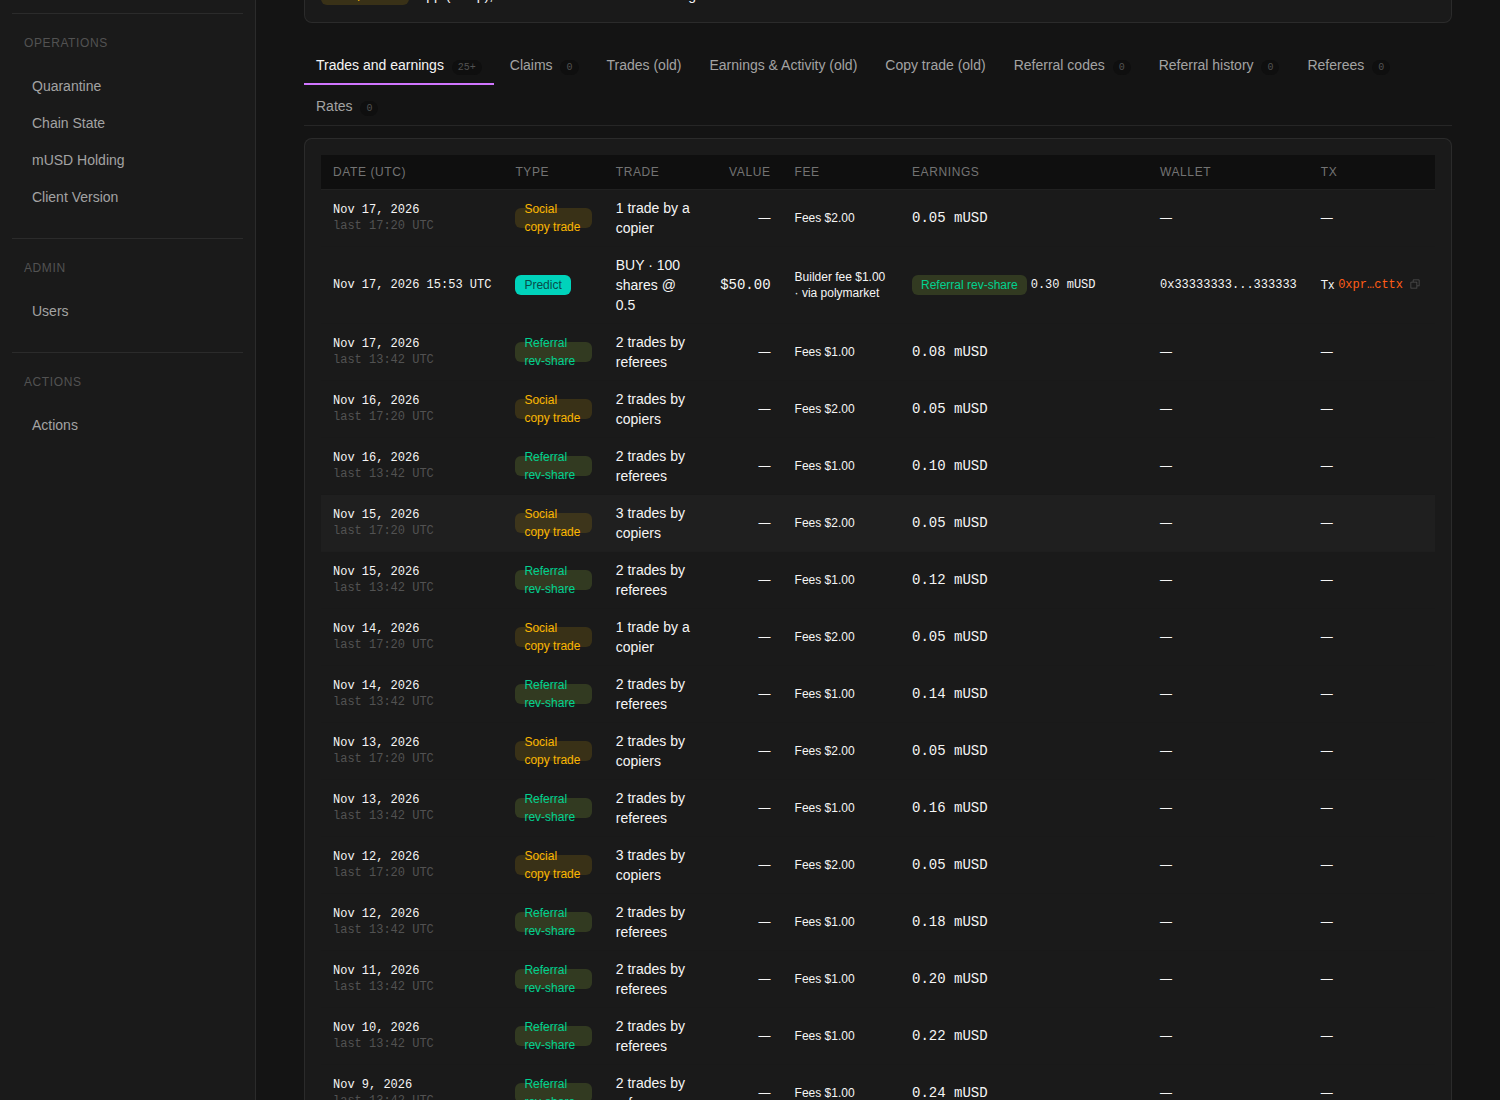 OPERATIONS
Quarantine
Chain State
mUSD Holding
Client Version
ADMIN
Users
ACTIONS
Actions
Trades and earnings 25+ Claims 0 Trades (old) Earnings & Activity (old) Copy trade (old) Referral codes 0 Referral history 0 Referees 0
Rates 0
DATE (UTC) TYPE TRADE VALUE FEE EARNINGS WALLET TX
Nov 17, 2026
last 17:20 UTC
Social
copy trade
1 trade by a
copier
— Fees $2.00 0.05 mUSD — —
Nov 17, 2026 15:53 UTC
Predict
BUY · 100
shares @
0.5
$50.00
Builder fee $1.00
· via polymarket
Referral rev-share 0.30 mUSD 0x33333333...333333 Tx 0xpr…cttx
Nov 17, 2026
last 13:42 UTC
Referral
rev-share
2 trades by
referees
— Fees $1.00 0.08 mUSD — —
Nov 16, 2026
last 17:20 UTC
Social
copy trade
2 trades by
copiers
— Fees $2.00 0.05 mUSD — —
Nov 16, 2026
last 13:42 UTC
Referral
rev-share
2 trades by
referees
— Fees $1.00 0.10 mUSD — —
Nov 15, 2026
last 17:20 UTC
Social
copy trade
3 trades by
copiers
— Fees $2.00 0.05 mUSD — —
Nov 15, 2026
last 13:42 UTC
Referral
rev-share
2 trades by
referees
— Fees $1.00 0.12 mUSD — —
Nov 14, 2026
last 17:20 UTC
Social
copy trade
1 trade by a
copier
— Fees $2.00 0.05 mUSD — —
Nov 14, 2026
last 13:42 UTC
Referral
rev-share
2 trades by
referees
— Fees $1.00 0.14 mUSD — —
Nov 13, 2026
last 17:20 UTC
Social
copy trade
2 trades by
copiers
— Fees $2.00 0.05 mUSD — —
Nov 13, 2026
last 13:42 UTC
Referral
rev-share
2 trades by
referees
— Fees $1.00 0.16 mUSD — —
Nov 12, 2026
last 17:20 UTC
Social
copy trade
3 trades by
copiers
— Fees $2.00 0.05 mUSD — —
Nov 12, 2026
last 13:42 UTC
Referral
rev-share
2 trades by
referees
— Fees $1.00 0.18 mUSD — —
Nov 11, 2026
last 13:42 UTC
Referral
rev-share
2 trades by
referees
— Fees $1.00 0.20 mUSD — —
Nov 10, 2026
last 13:42 UTC
Referral
rev-share
2 trades by
referees
— Fees $1.00 0.22 mUSD — —
Nov 9, 2026
last 13:42 UTC
Referral
2 trades by
— Fees $1.00 0.24 mUSD — —